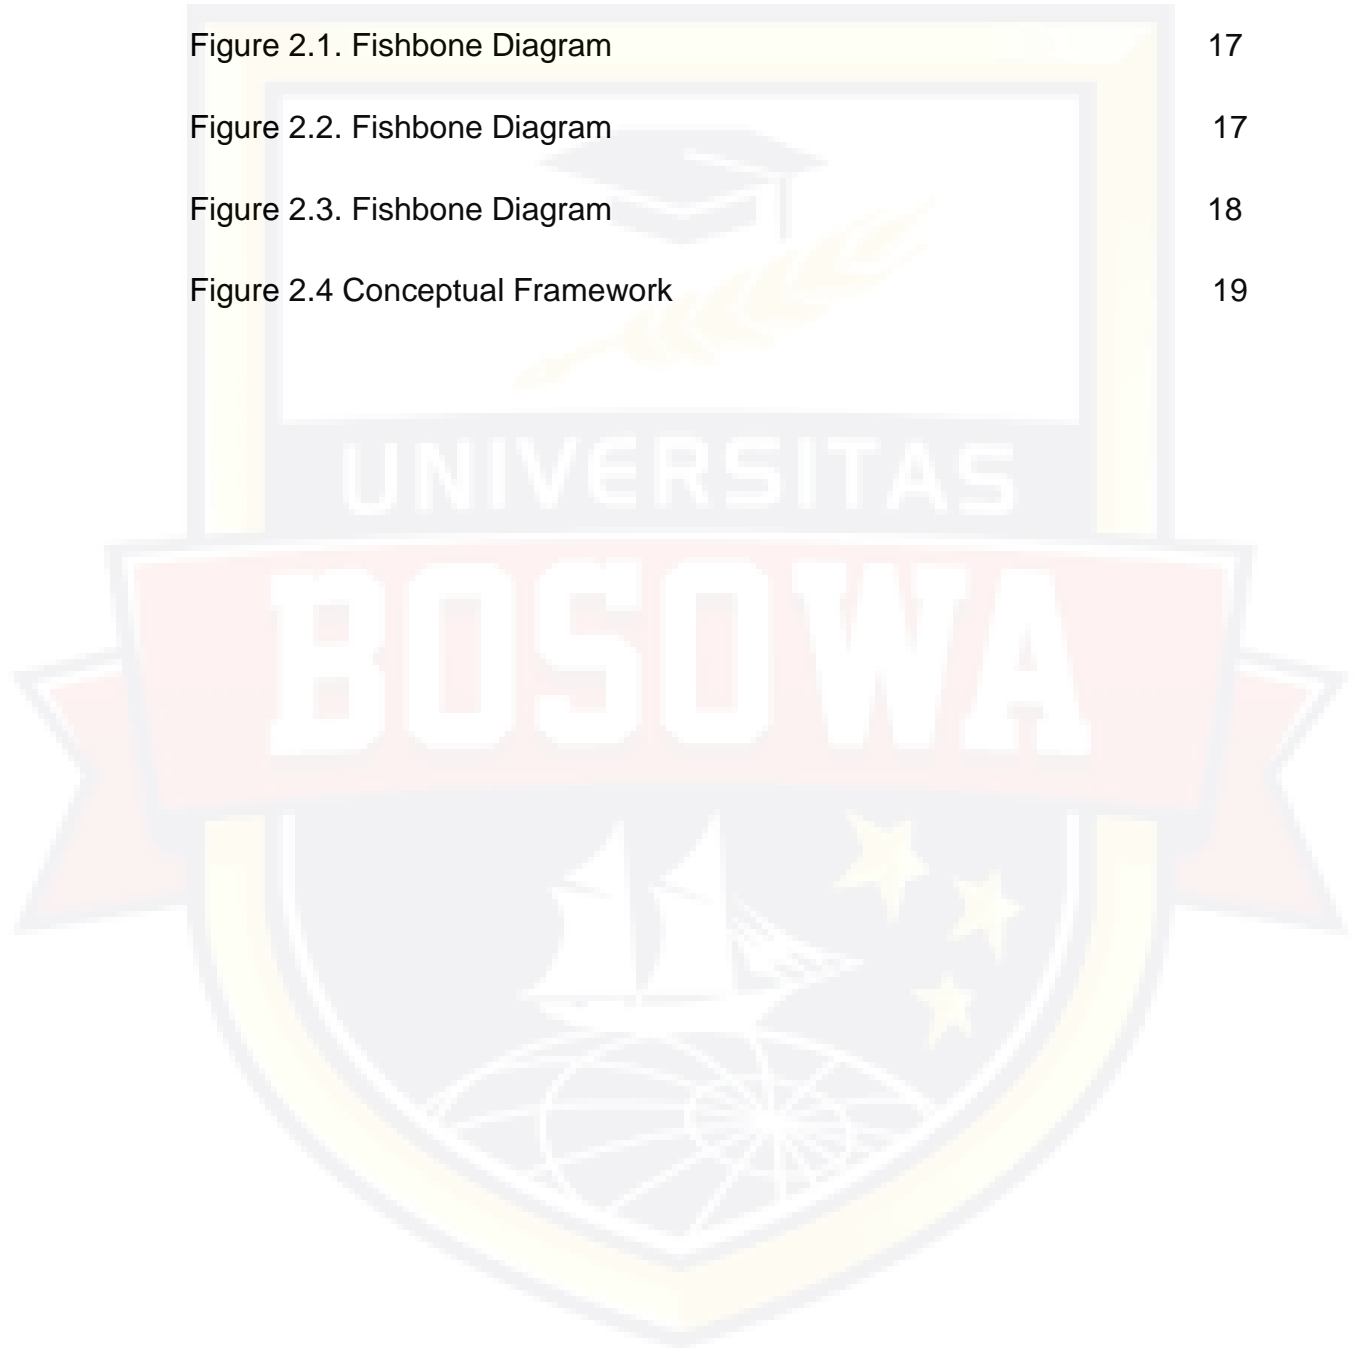 Figure 2.1. Fishbone Diagram 17
Figure 2.2. Fishbone Diagram 17
Figure 2.3. Fishbone Diagram 18
Figure 2.4 Conceptual Framework 19
UNIVERSITAS
BOSOWA